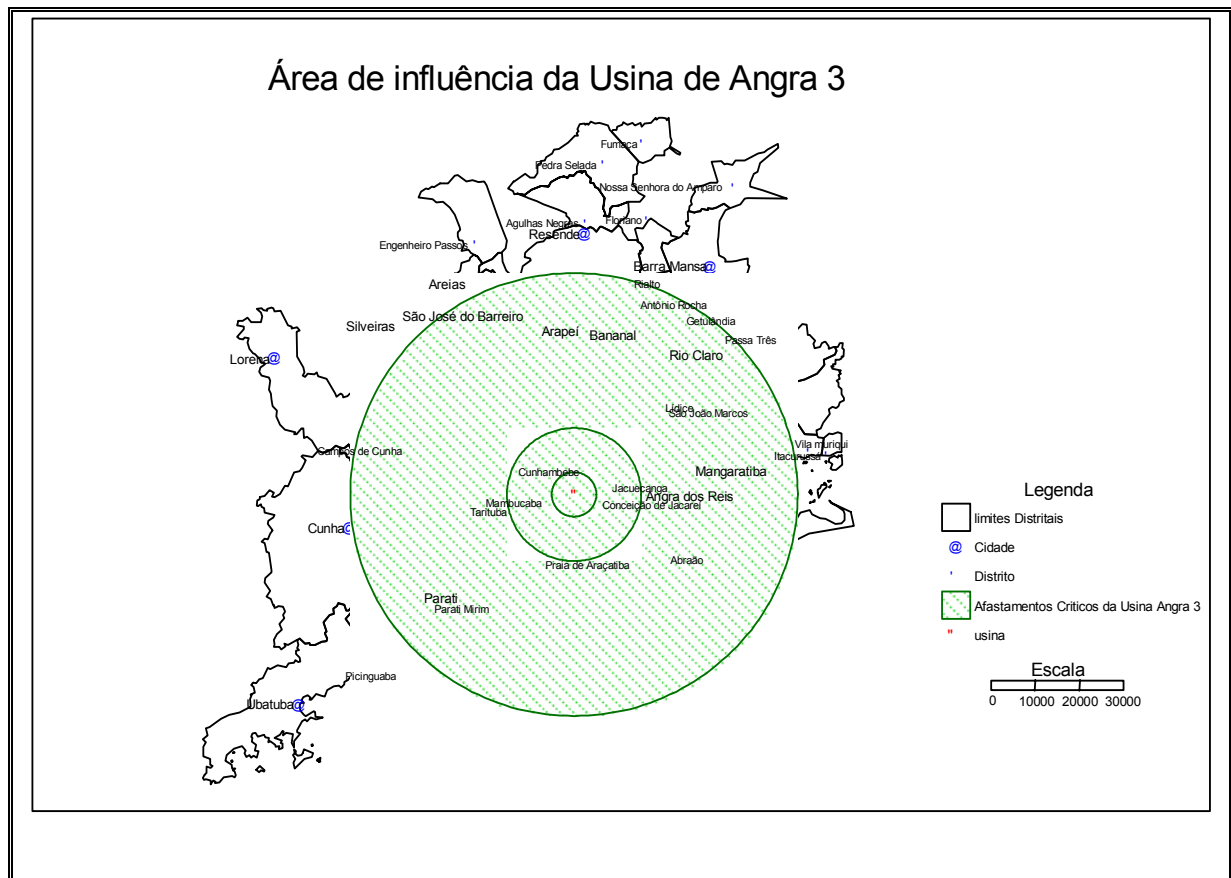 Área de influência da Usina de Angra 3
Fumaça
Pedra Selada
Nossa Senhora do Amparo
Agulhas Negras
Floriano
Resende
Engenheiro Passos
Barra Mansa
Areias
Rialto
Antônio Rocha
São José do Barreiro
Getulândia
Silveiras
Arapeí
Bananal
Passa Três
Lorena
Rio Claro
Lídice
São João Marcos
Vila muriqui
Campos de Cunha
Itacurussa
Cunhambebe
Mangaratiba
Jacuecanga
Angra dos Reis
Mambucaba
Conceição de Jacareí
Tarituba
Cunha
Praia de Araçatiba
Abraão
Parati
Parati Mirim
Picinguaba
Ubatuba
Legenda
limites Distritais
@ Cidade
' Distrito
Afastamentos Criticos da Usina Angra 3
" usina
Escala
0 10000 20000 30000